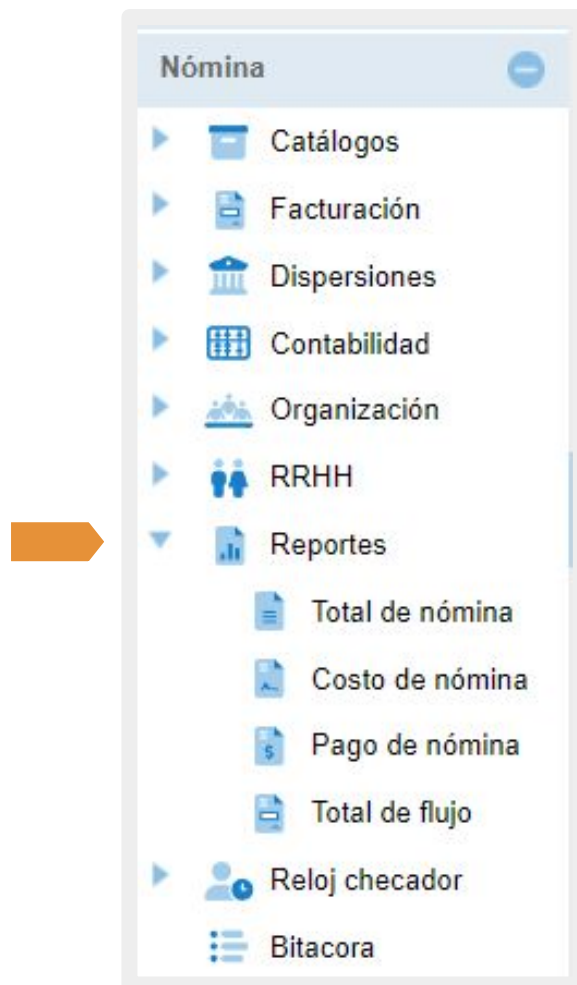 Nómina
Catálogos
Facturación
Dispersiones
Contabilidad
Organización
RRHH
Reportes
Total de nómina
Costo de nómina
Pago de nómina
Total de flujo
Reloj checador
Bitacora